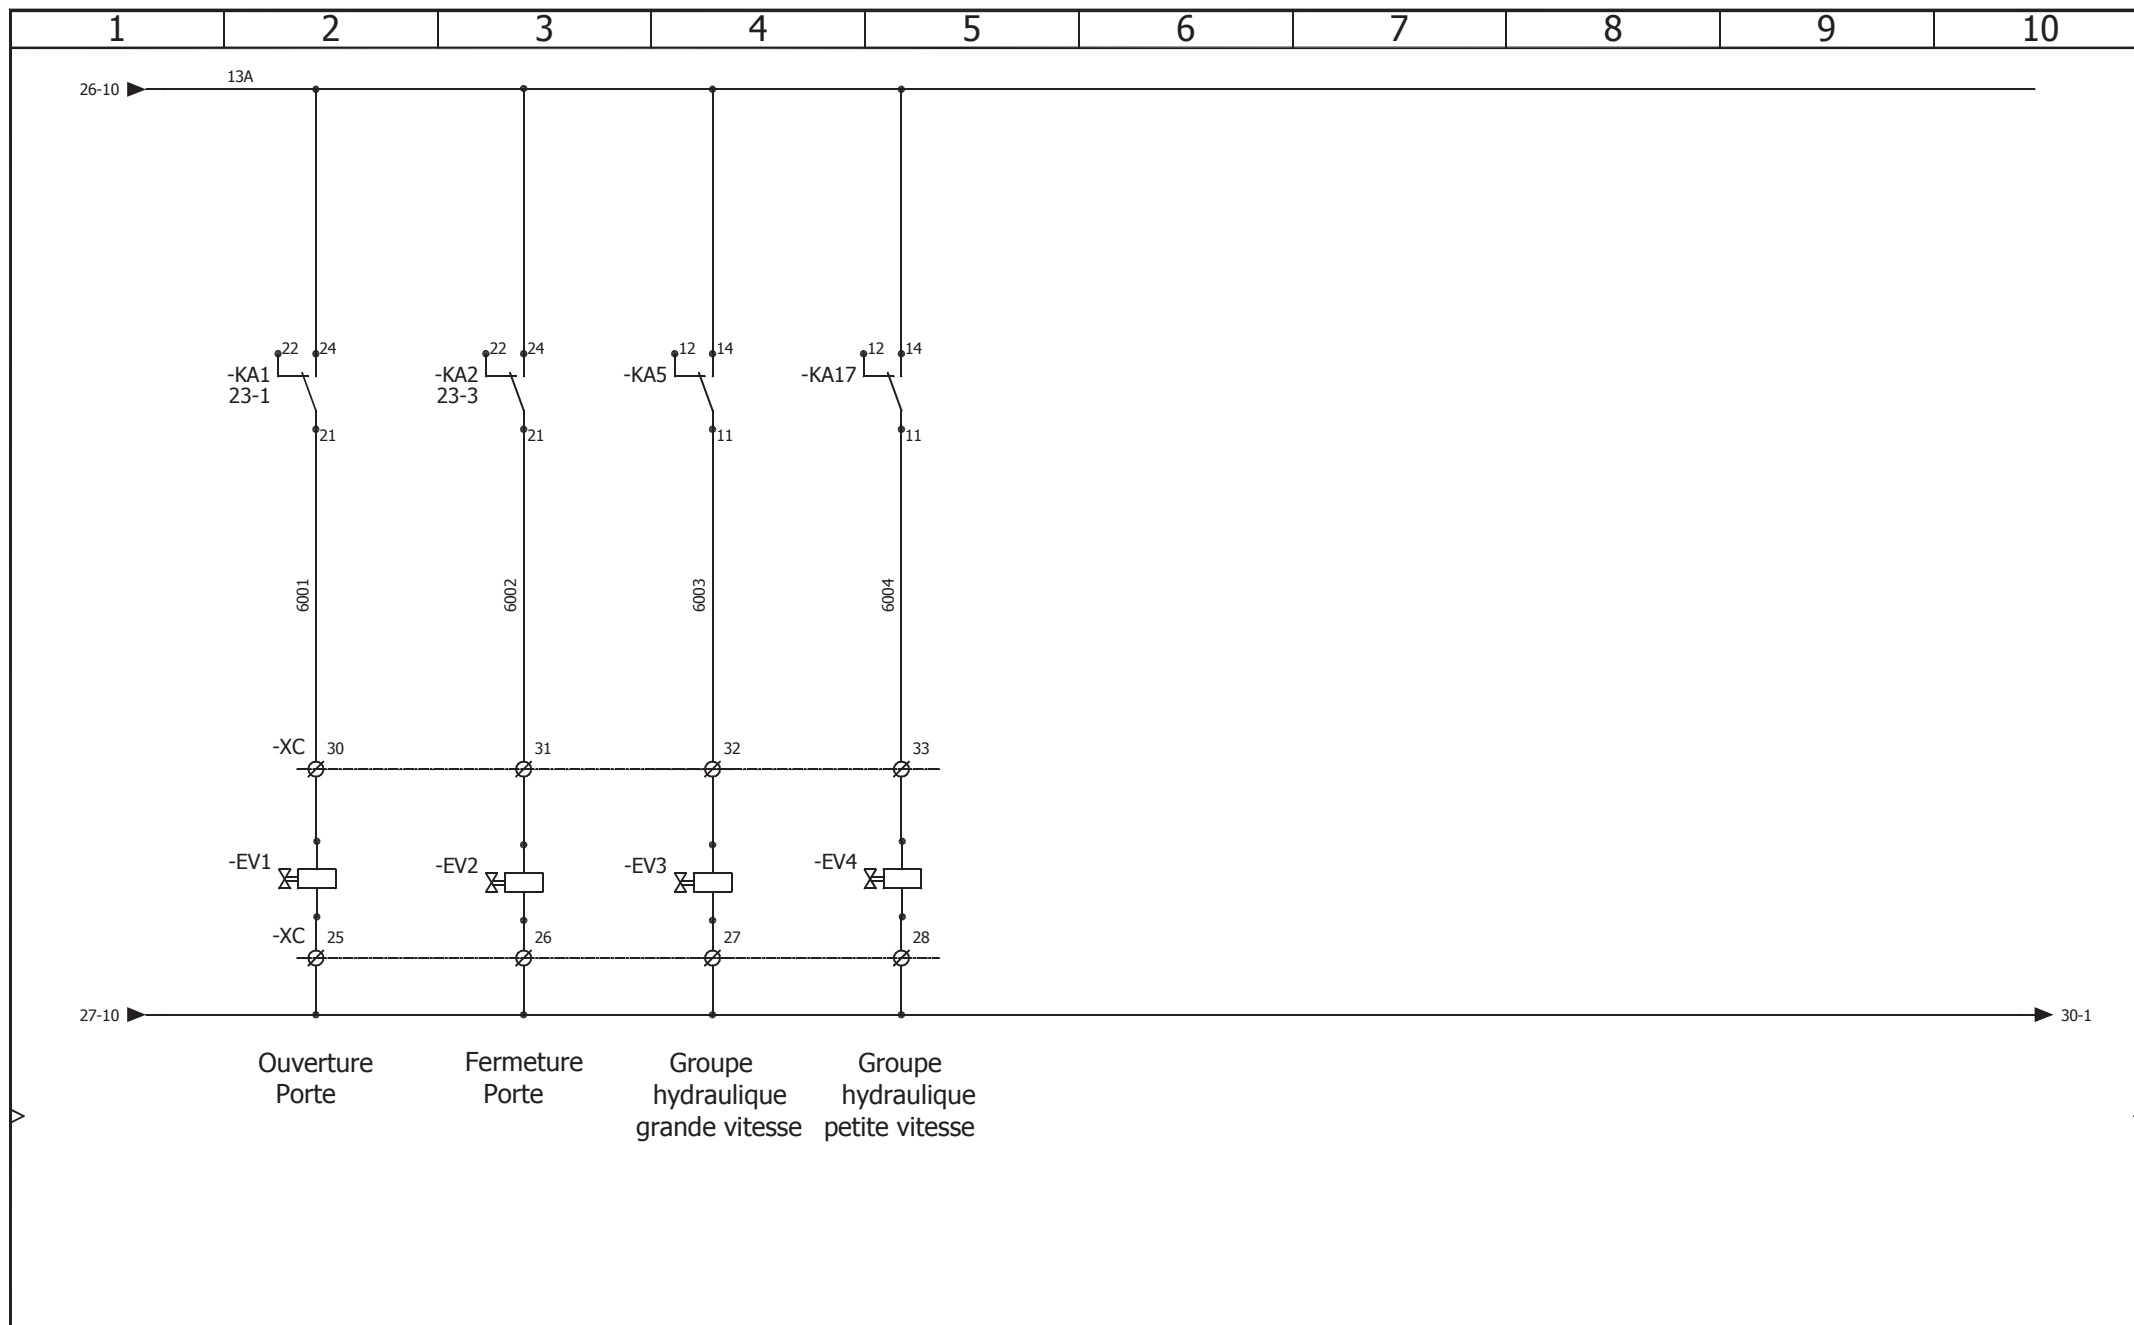 1 2 3 4 5 6 7 8 9 10
13A
26-10
22 24 22 24 12 14 12 14
-KA1 -KA2 -KA5 -KA17
23-1 23-3
21 21 11 11
6001 6002 6003 6004
-XC 30 31 32 33
-EV1 -EV2 -EV3 -EV4
-XC 25 26 27 28
27-10 30-1
Ouverture
Porte
Fermeture
Porte
Groupe
hydraulique
grande vitesse
Groupe
hydraulique
petite vitesse